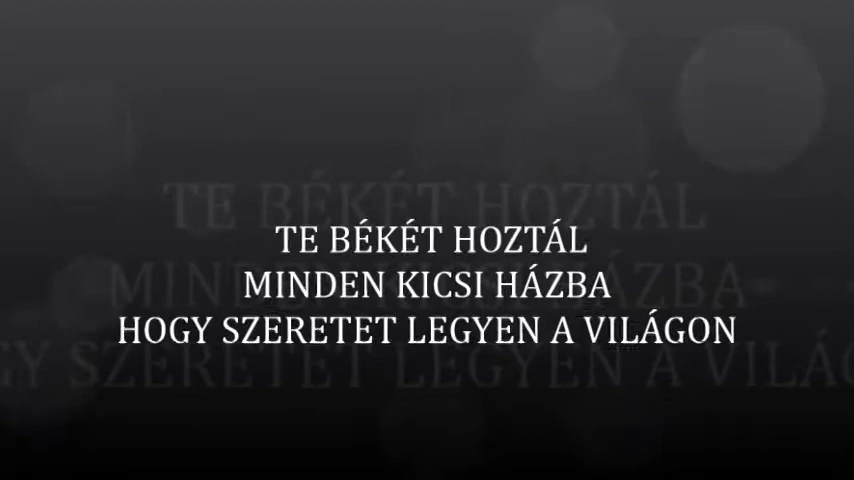 TE BÉKÉT HOZTÁL
MINDEN KICSI HÁZBA
HOGY SZERETET LEGYEN A VILÁGON